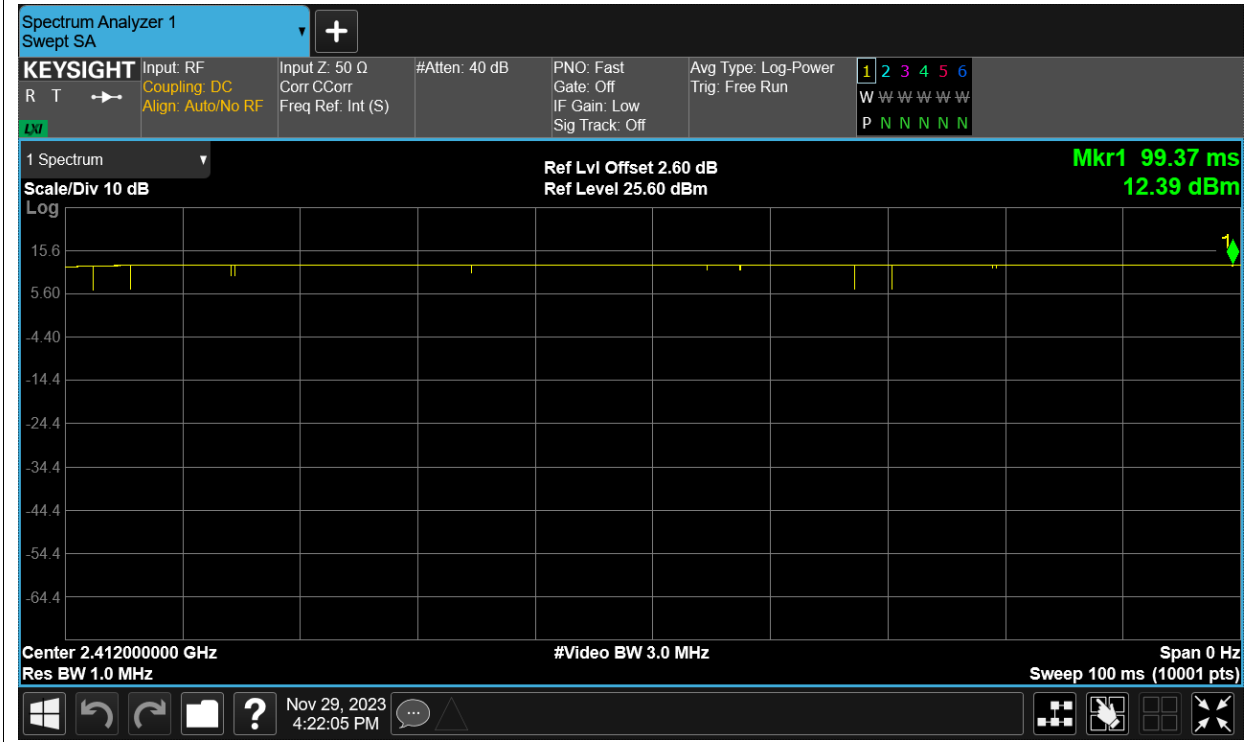 Spectrum Analyzer 1
Swept SA
+
KEYSIGHT
R T
LXI
Input: RF
Coupling: DC
Align: Auto/No RF
Input Z: 50 Ω
Corr CCorr
Freq Ref: Int (S)
#Atten: 40 dB
PNO: Fast
Gate: Off
IF Gain: Low
Sig Track: Off
Avg Type: Log-Power
Trig: Free Run
1 2 3 4 5 6
W W W W W W
P N N N N N
1 Spectrum
Scale/Div 10 dB
Log
Ref Lvl Offset 2.60 dB
Ref Level 25.60 dBm
Mkr1 99.37 ms
12.39 dBm
1
15.6
5.60
-4.40
-14.4
-24.4
-34.4
-44.4
-54.4
-64.4
Center 2.412000000 GHz
Res BW 1.0 MHz
#Video BW 3.0 MHz
Span 0 Hz
Sweep 100 ms (10001 pts)
?
Nov 29, 2023
4:22:05 PM